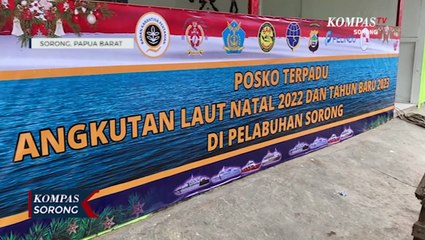 KOMPAS TV
SORONG, PAPUA BARAT
POSKO TERPADU
ANGKUTAN LAUT NATAL 2022 DAN TAHUN BARU 2023
DI PELABUHAN SORONG
KOMPAS
SORONG